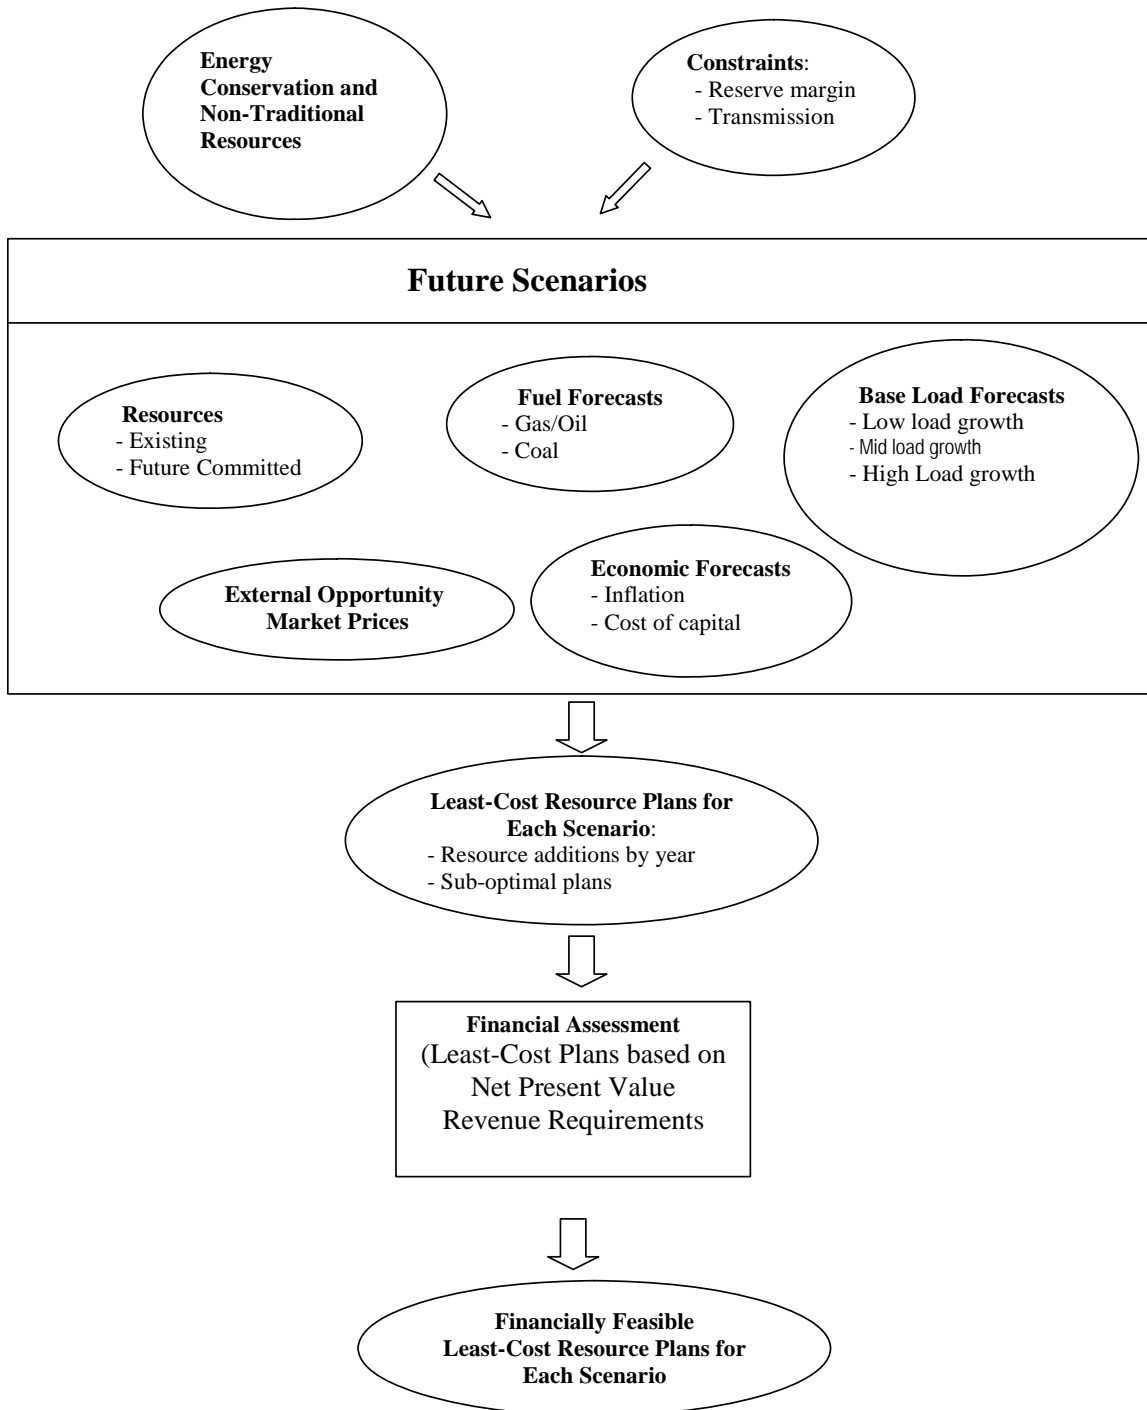 Energy
Conservation and
Non-Traditional
Resources
Constraints:
- Reserve margin
- Transmission
Future Scenarios
Resources
- Existing
- Future Committed
Fuel Forecasts
- Gas/Oil
- Coal
Base Load Forecasts
- Low load growth
- Mid load growth
- High Load growth
External Opportunity
Market Prices
Economic Forecasts
- Inflation
- Cost of capital
Least-Cost Resource Plans for
Each Scenario:
- Resource additions by year
- Sub-optimal plans
Financial Assessment
(Least-Cost Plans based on
Net Present Value
Revenue Requirements
Financially Feasible
Least-Cost Resource Plans for
Each Scenario